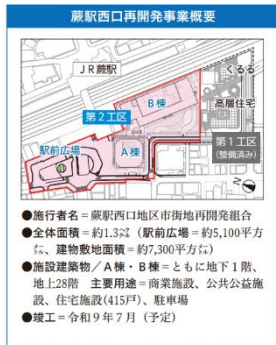 蕨駅西口再開発事業概要
JR蕨駅
くるる
B棟
高層住宅
第2工区
駅前広場
A棟
第1工区
(整備済み)
N
●施行者名＝蕨駅西口地区市街地再開発組合
●全体面積＝約1.3㌶（駅前広場＝約5,100平方
㍍、建物敷地面積＝約7,300平方㍍）
●施設建築物／A棟・B棟＝ともに地下1階、
地上28階　主要用途＝商業施設、公共公益施
設、住宅施設(415戸)、駐車場
●竣工＝令和9年7月（予定）